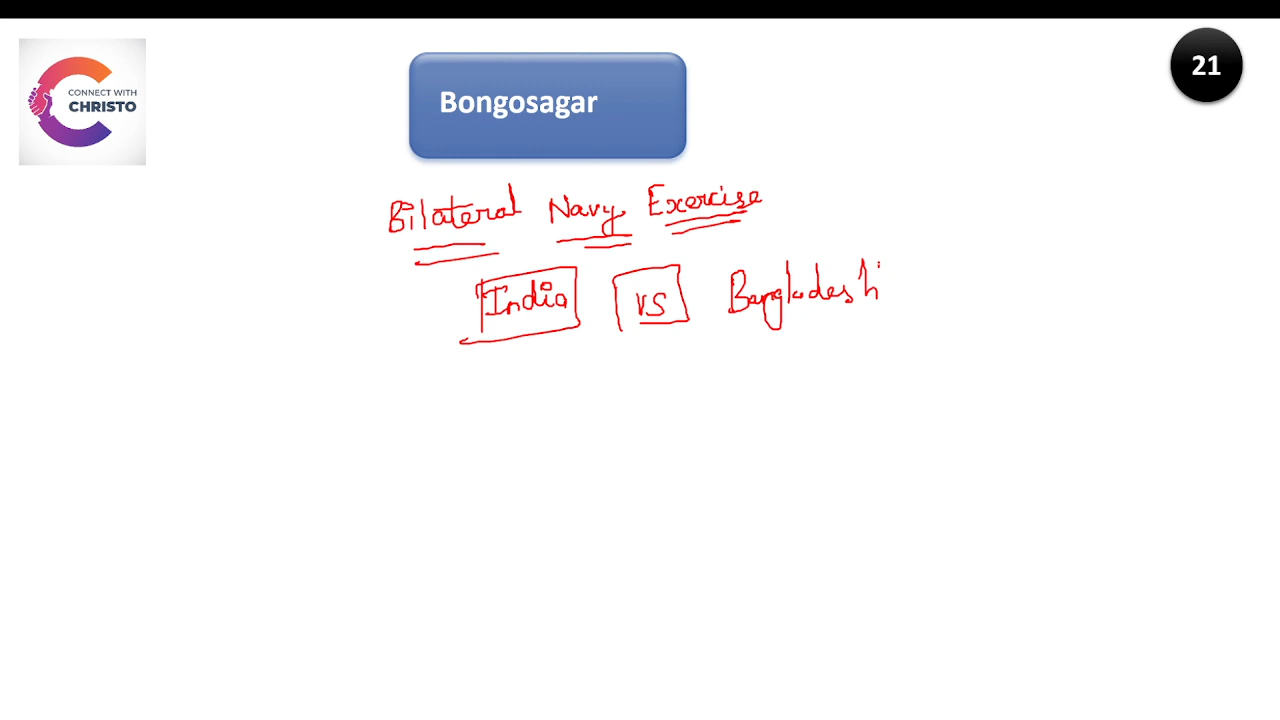 CONNECT WITH
CHRISTO
Bongosagar
21
Bilateral Navy Exercise
India VS Bangladesh